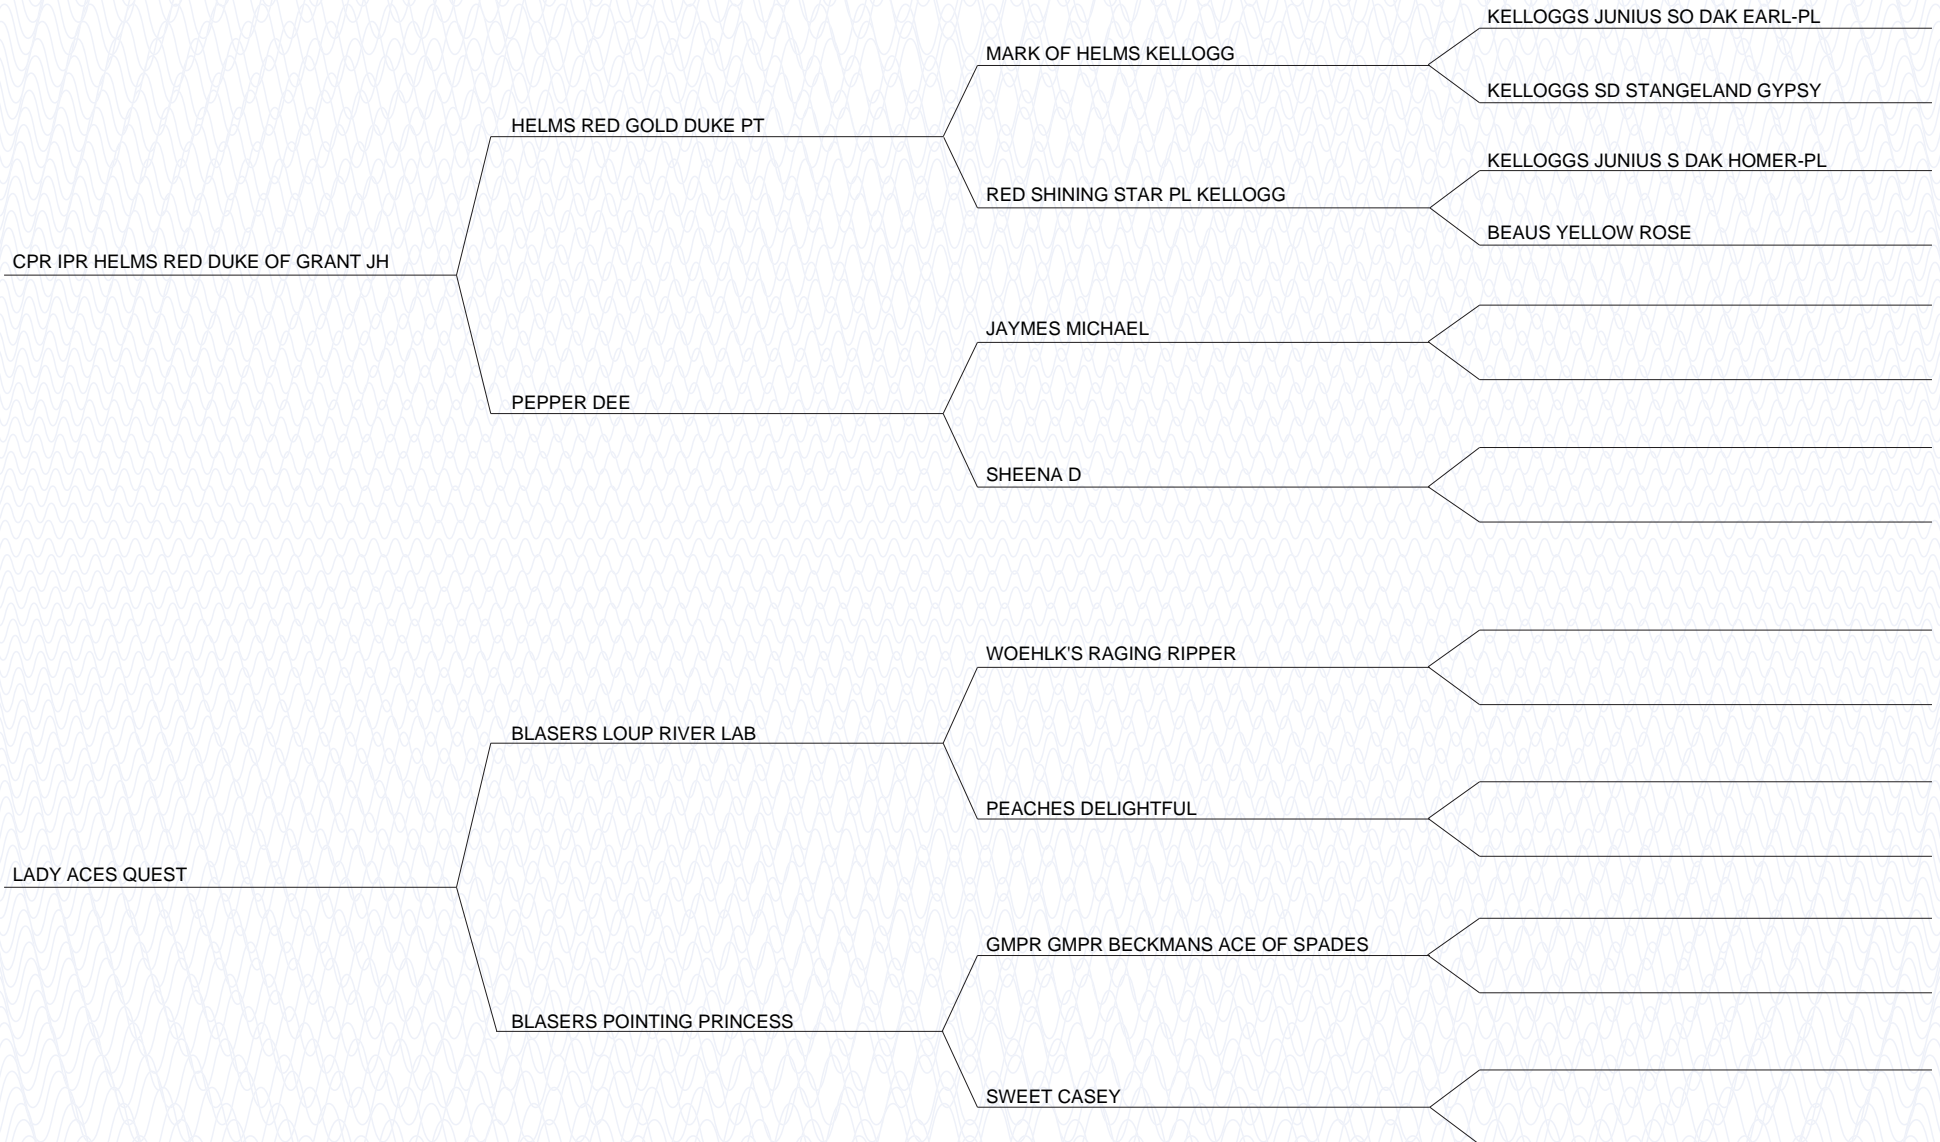 KELLOGGS JUNIUS SO DAK EARL-PL
MARK OF HELMS KELLOGG
KELLOGGS SD STANGELAND GYPSY
HELMS RED GOLD DUKE PT
KELLOGGS JUNIUS S DAK HOMER-PL
RED SHINING STAR PL KELLOGG
BEAUS YELLOW ROSE
CPR IPR HELMS RED DUKE OF GRANT JH
JAYMES MICHAEL
PEPPER DEE
SHEENA D
WOEHLK'S RAGING RIPPER
BLASERS LOUP RIVER LAB
PEACHES DELIGHTFUL
LADY ACES QUEST
GMPR GMPR BECKMANS ACE OF SPADES
BLASERS POINTING PRINCESS
SWEET CASEY